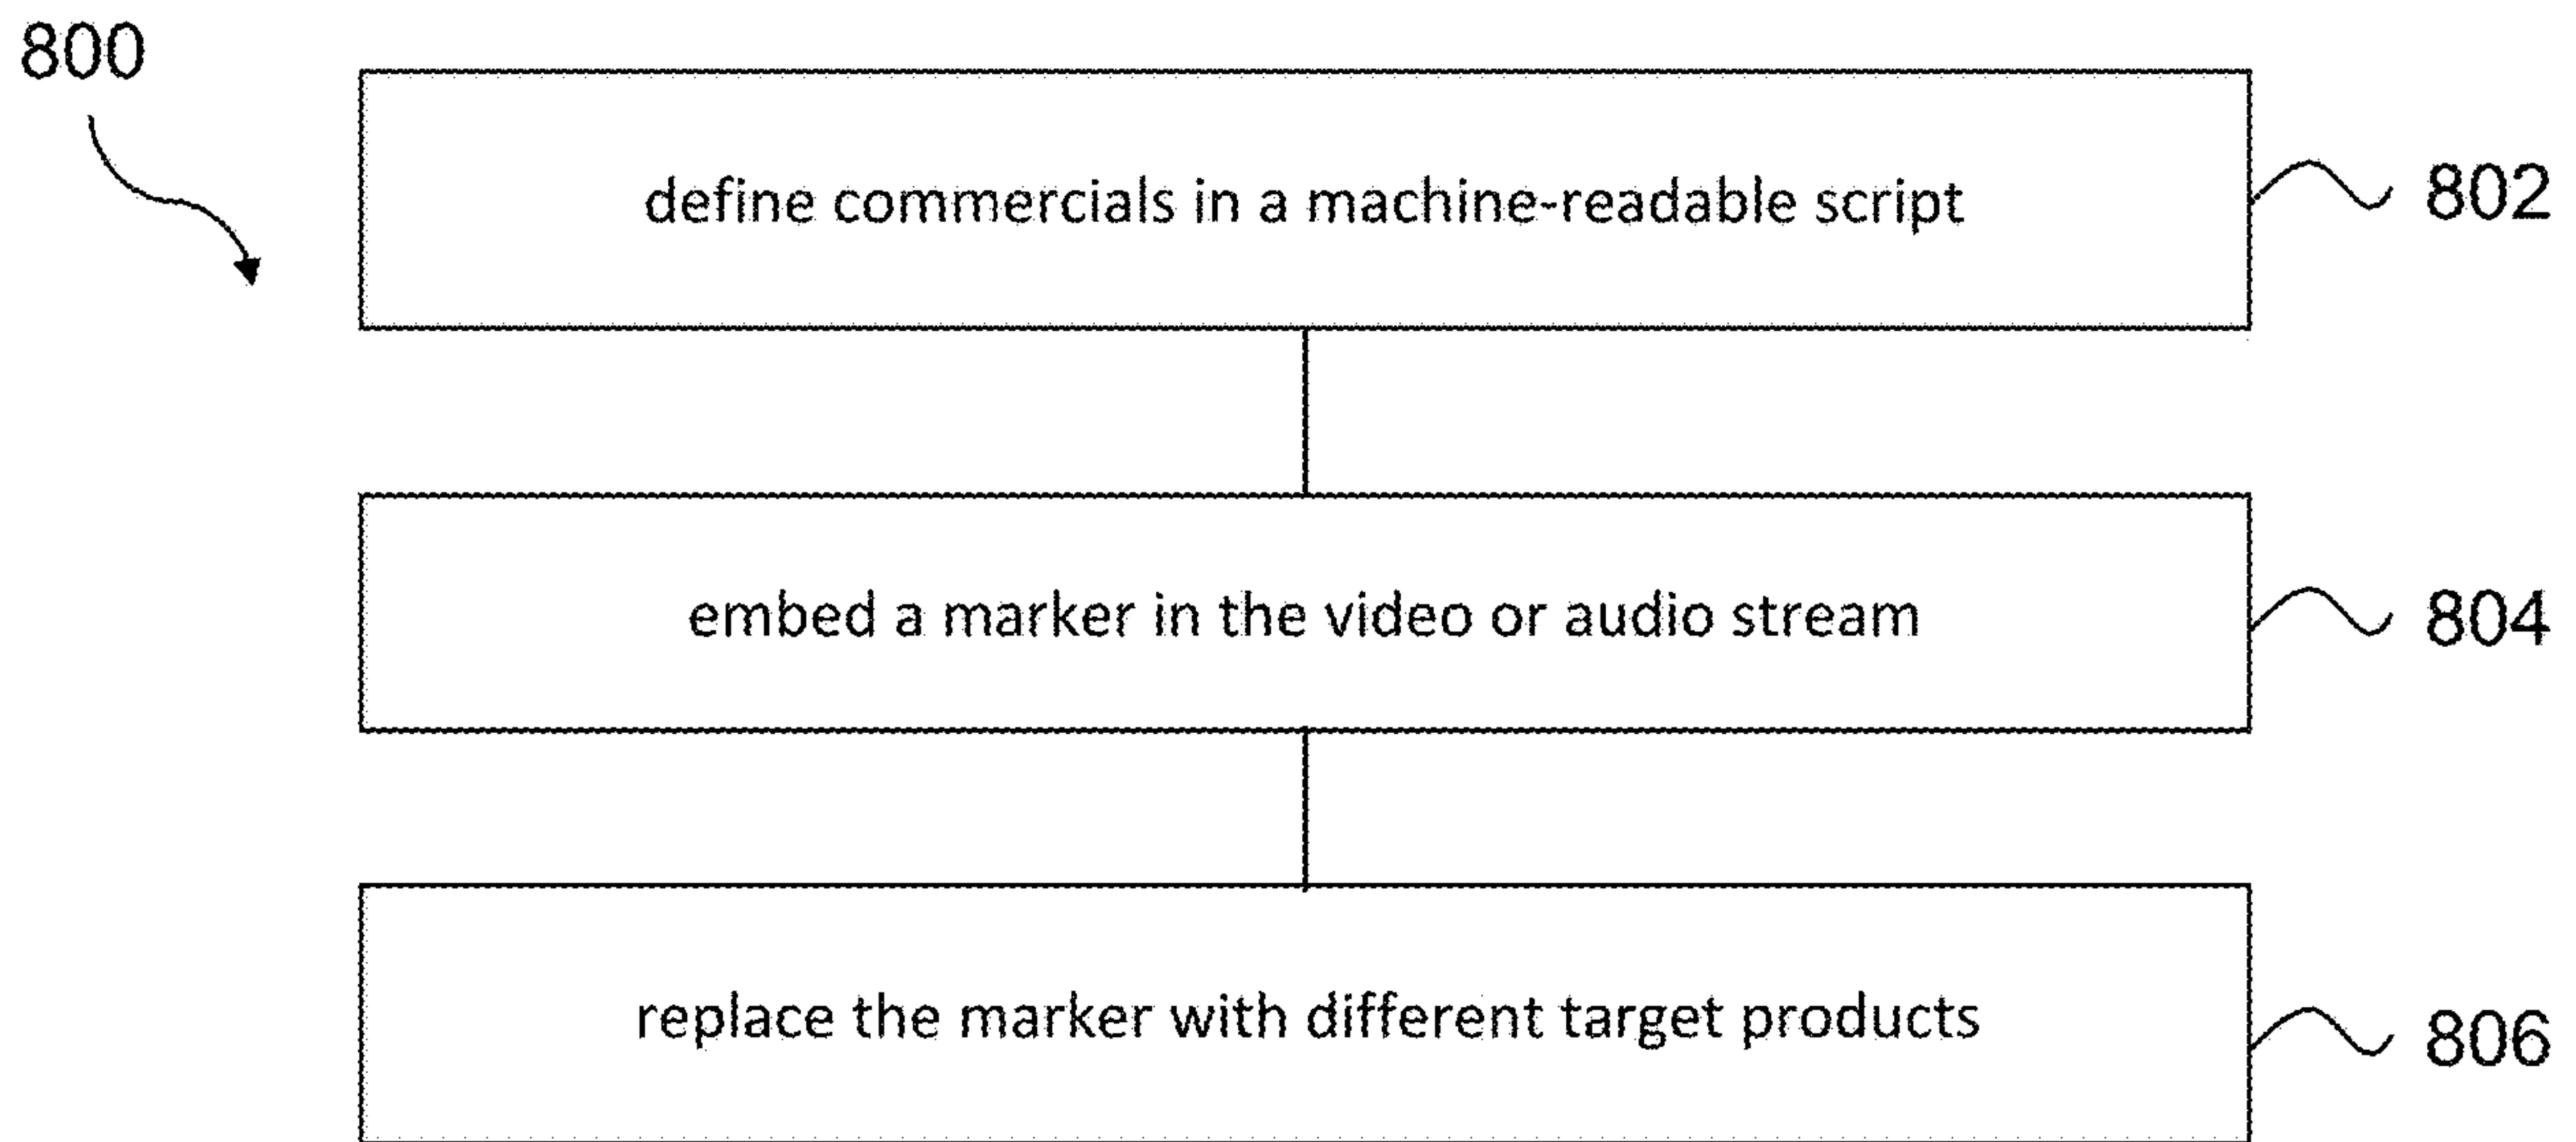 800
define commercials in a machine-readable script
802
embed a marker in the video or audio stream
804
replace the marker with different target products
806